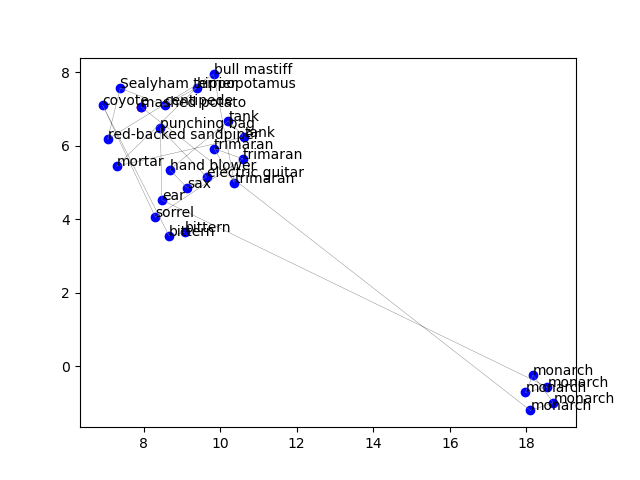 bull mastiff
Sealyham terrier
hippopotamus
coyote
mashed potato
centipede
tank
punching bag
tank
red-backed sandpiper
trimaran
trimaran
mortar
hand blower
electric guitar
trimaran
sax
ear
sorrel
bittern
bittern
monarch
monarch
monarch
monarch
monarch
8
6
4
2
0
8
10
12
14
16
18